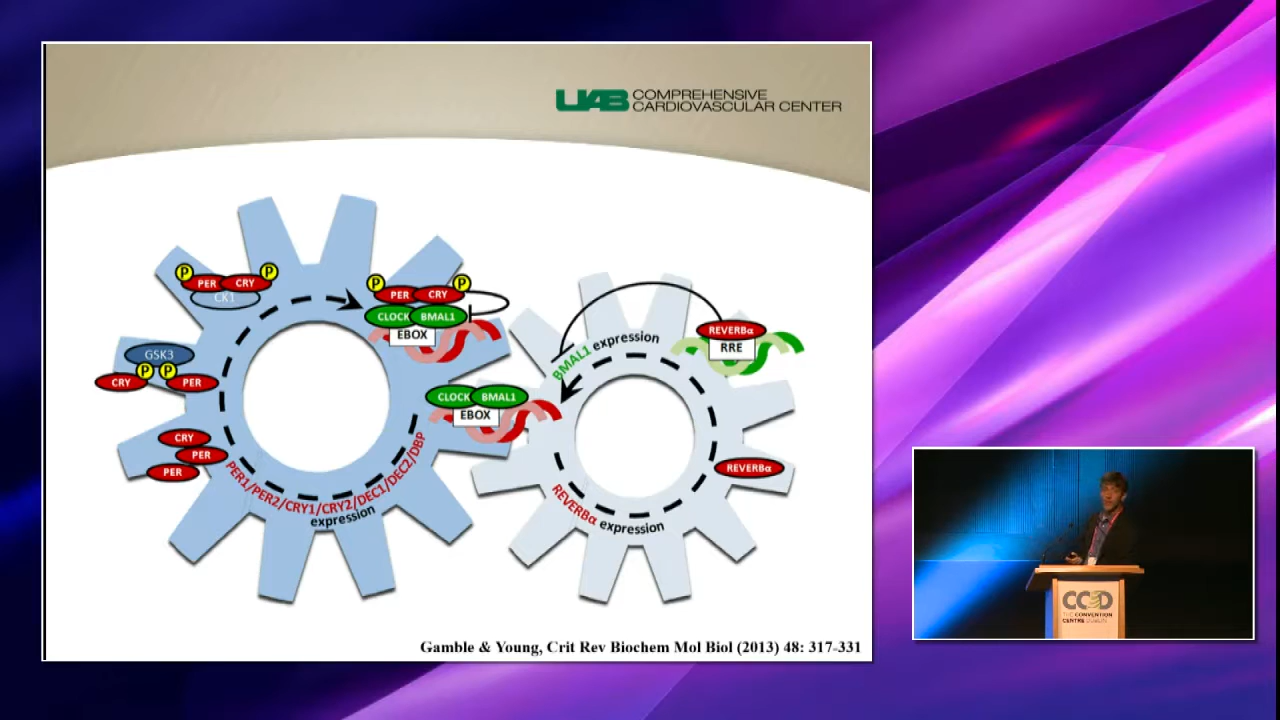 UAB COMPREHENSIVE
CARDIOVASCULAR CENTER
P
P
PER CRY
CK1
P
P
PER CRY
CLOCK BMAL1
EBOX
GSK3
P P
CRY PER
CRY
PER
PER
CLOCK BMAL1
EBOX
PER1/PER2/CRY1/CRY2/DEC1/DEC2/DBP
expression
BMAL1 expression
REVERBα
RRE
REVERBα
REVERBα expression
Gamble & Young, Crit Rev Biochem Mol Biol (2013) 48: 317-331
CCD
THE CONVENTION
CENTRE DUBLIN